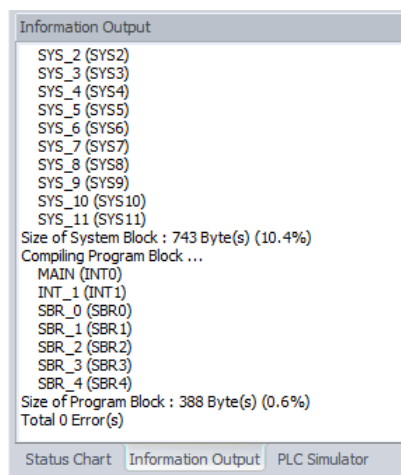 Information Output
SYS_2 (SYS2)
SYS_3 (SYS3)
SYS_4 (SYS4)
SYS_5 (SYS5)
SYS_6 (SYS6)
SYS_7 (SYS7)
SYS_8 (SYS8)
SYS_9 (SYS9)
SYS_10 (SYS10)
SYS_11 (SYS11)
Size of System Block : 743 Byte(s) (10.4%)
Compiling Program Block ...
MAIN (INT0)
INT_1 (INT1)
SBR_0 (SBR0)
SBR_1 (SBR1)
SBR_2 (SBR2)
SBR_3 (SBR3)
SBR_4 (SBR4)
Size of Program Block : 388 Byte(s) (0.6%)
Total 0 Error(s)
Status Chart Information Output PLC Simulator